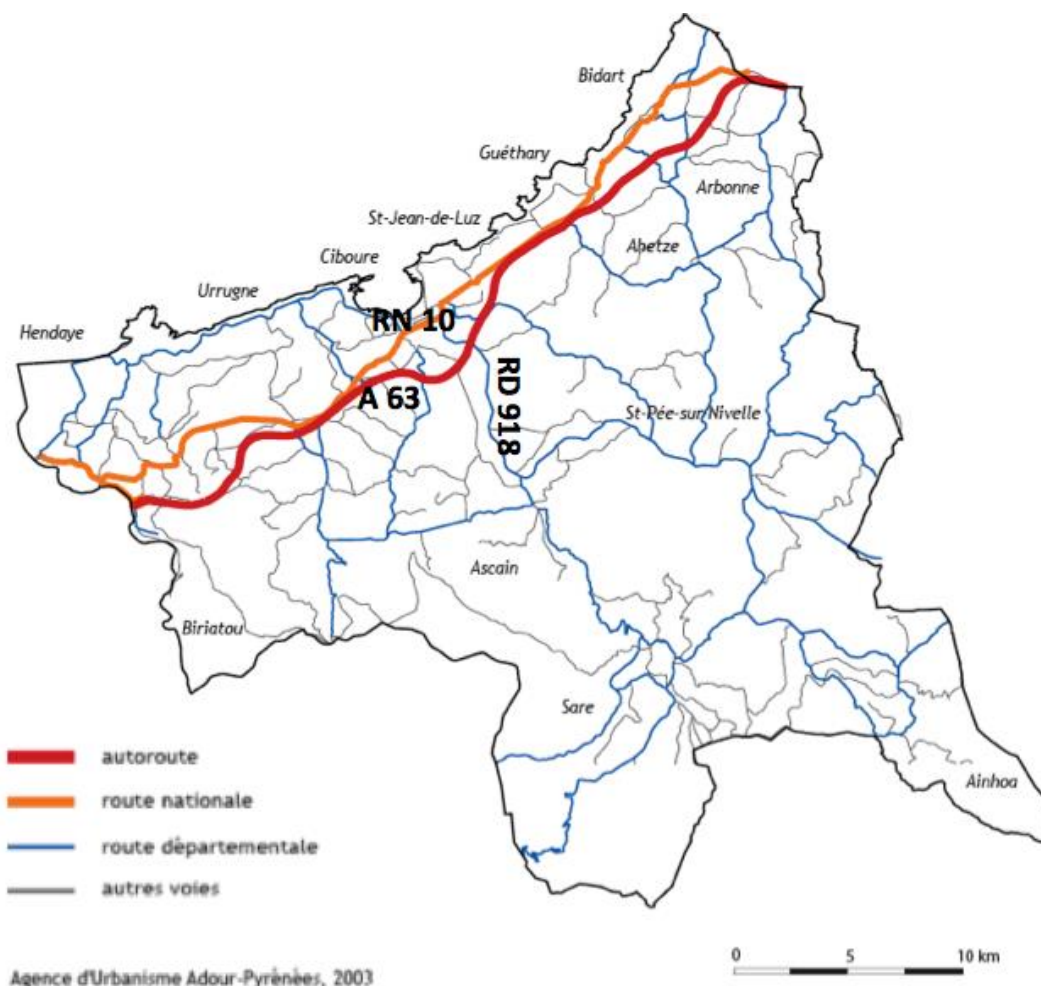 Bidart
Guéthary
Arbonne
St-Jean-de-Luz
Ahetze
Ciboure
Urrugne
RN 10
Hendaye
RD 918
A 63
St-Pée-sur Nivelle
Ascain
Biriatou
Sare
Ainhoa
autoroute
route nationale
route départementale
autres voies
0 5 10 km
Agence d'Urbanisme Adour-Pyrénées, 2003